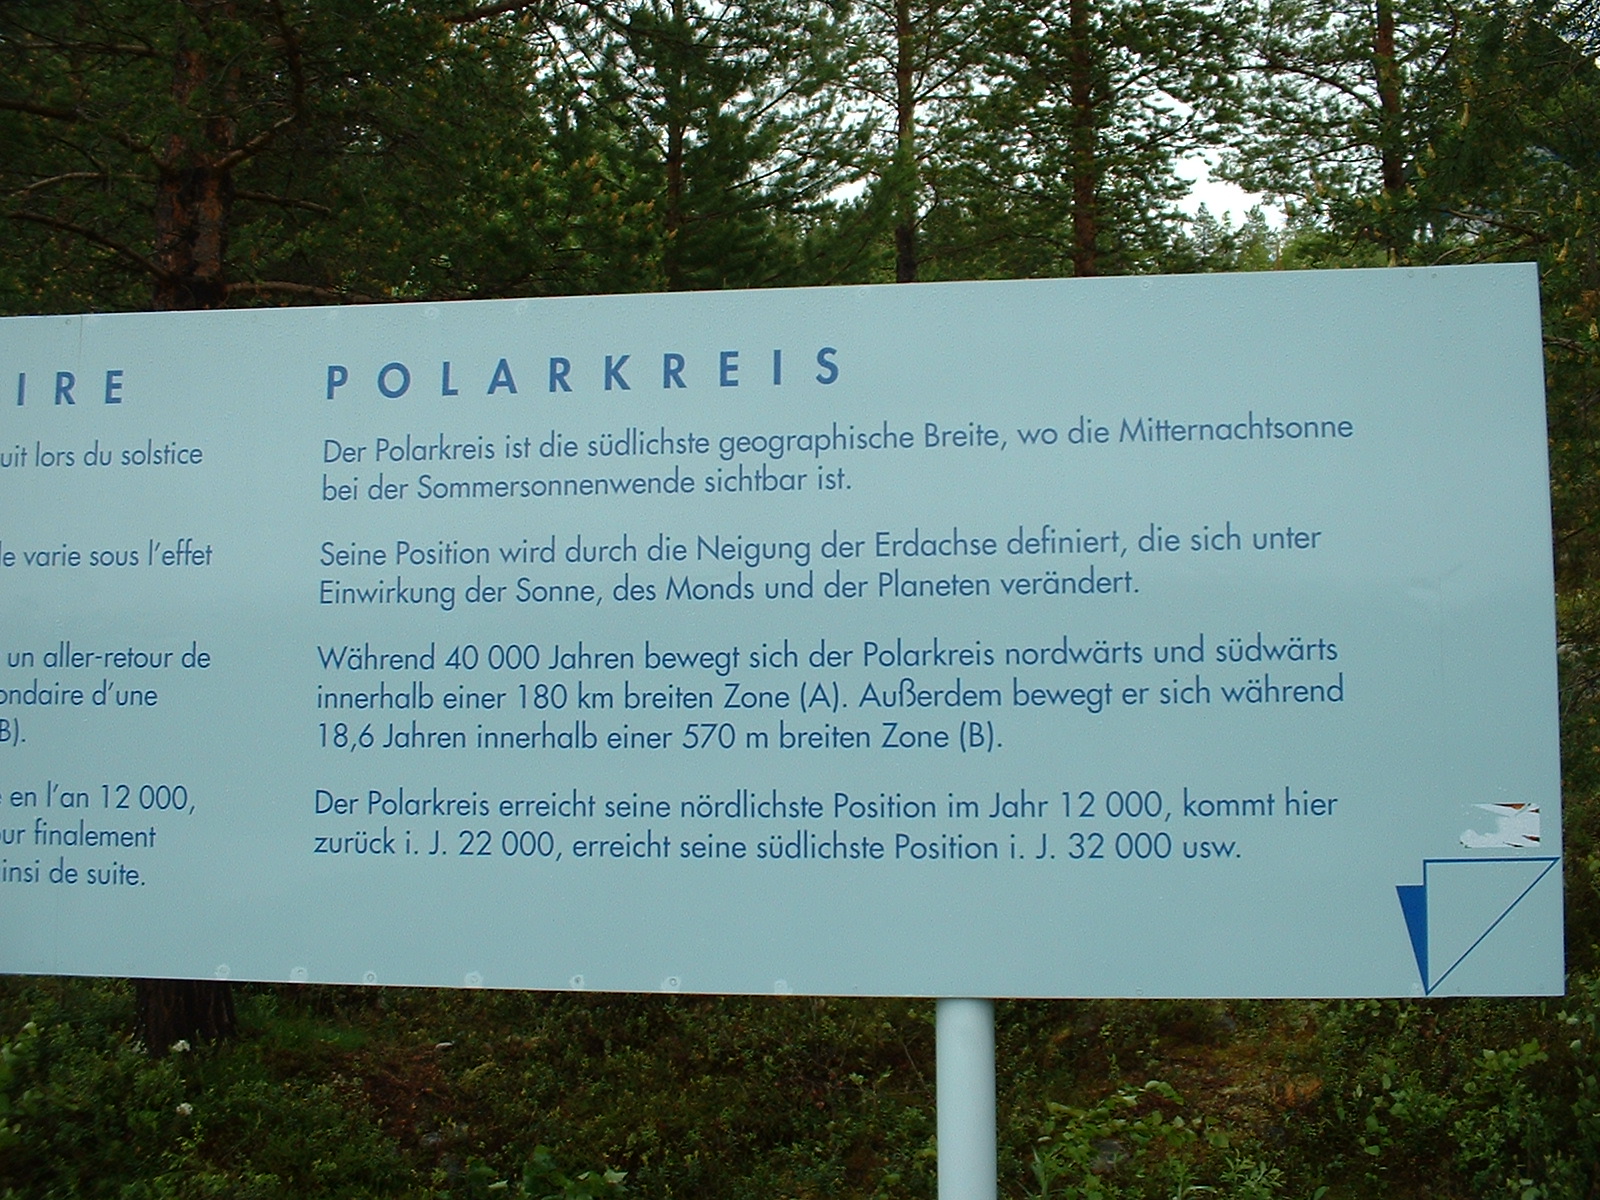 IRE
uit lors du solstice
le varie sous l'effet
un aller-retour de
ondaire d'une
B).
en l'an 12 000,
ur finalement
insi de suite.
POLARKREIS
Der Polarkreis ist die südlichste geographische Breite, wo die Mitternachtsonne
bei der Sommersonnenwende sichtbar ist.
Seine Position wird durch die Neigung der Erdachse definiert, die sich unter
Einwirkung der Sonne, des Monds und der Planeten verändert.
Während 40 000 Jahren bewegt sich der Polarkreis nordwärts und südwärts
innerhalb einer 180 km breiten Zone (A). Außerdem bewegt er sich während
18,6 Jahren innerhalb einer 570 m breiten Zone (B).
Der Polarkreis erreicht seine nördlichste Position im Jahr 12 000, kommt hier
zurück i. J. 22 000, erreicht seine südlichste Position i. J. 32 000 usw.